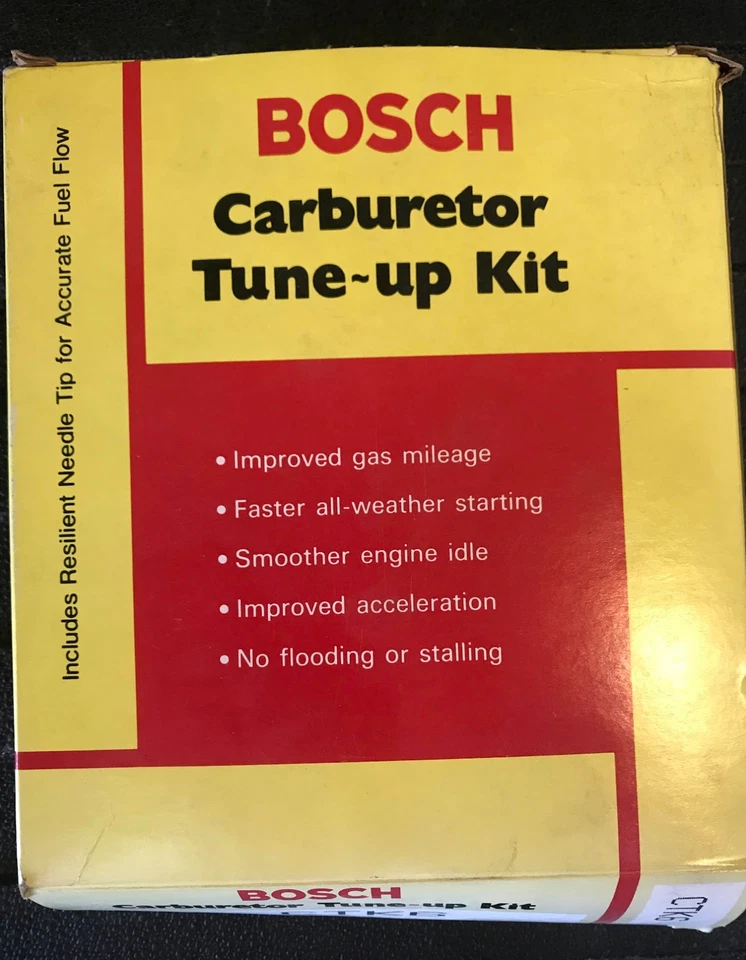 BOSCH
Carburetor
Tune-up Kit
Includes Resilient Needle Tip for Accurate Fuel Flow
• Improved gas mileage
• Faster all-weather starting
• Smoother engine idle
• Improved acceleration
• No flooding or stalling
BOSCH
Carburetor Tune-up Kit